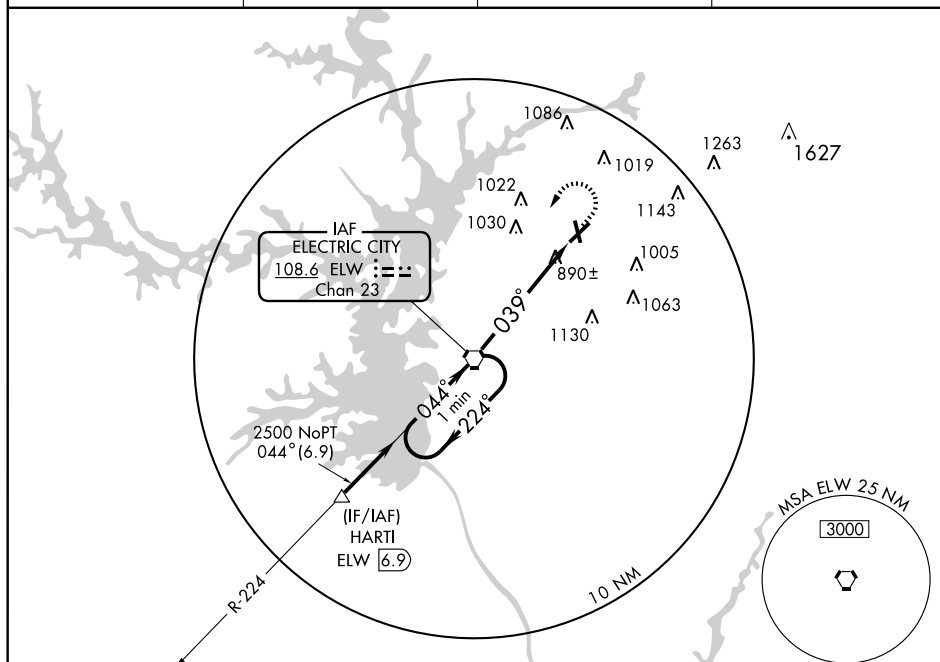 1086
1019
1263
1627
1022
1143
1030
IAF
ELECTRIC CITY
108.6 ELW
Chan 23
890±
1005
1063
1130
039°
044°
1 min
224°
2500 NoPT
044°(6.9)
(IF/IAF)
HARTI
ELW 6.9
R-224
10 NM
MSA ELW 25 NM
3000